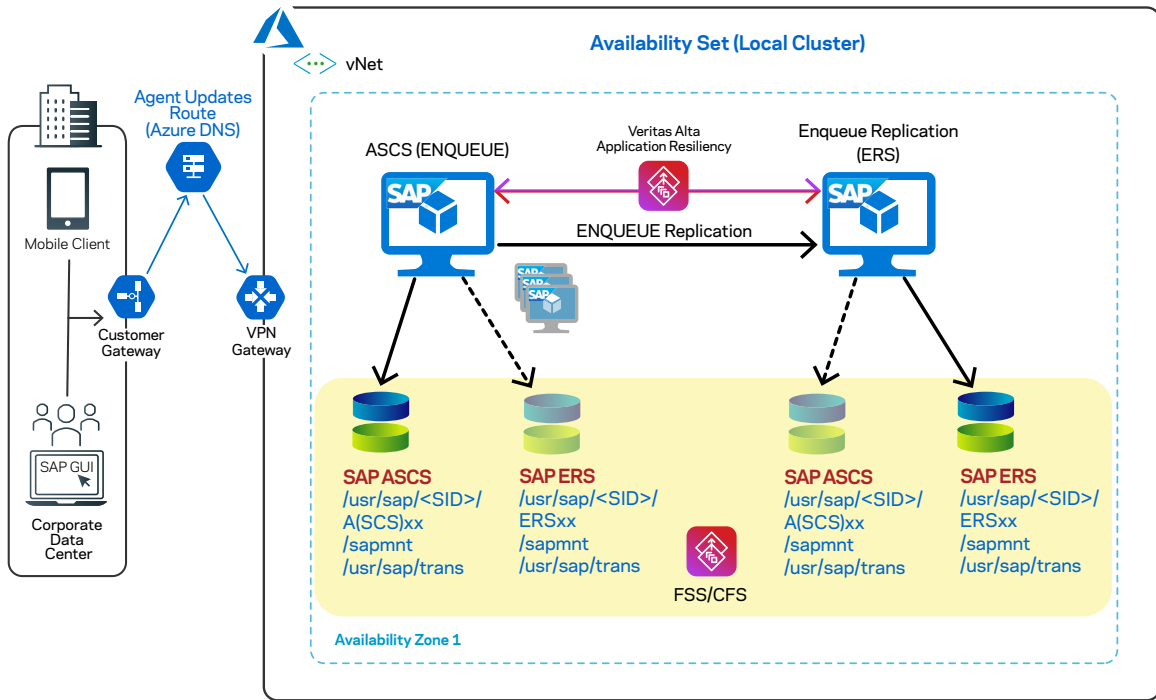 Availability Set (Local Cluster)
vNet
Agent Updates
Route
(Azure DNS)
Mobile Client
Customer
Gateway
VPN
Gateway
SAP GUI
Corporate
Data
Center
ASCS (ENQUEUE)
Veritas Alta
Application Resiliency
Enqueue Replication
(ERS)
SAP
SAP
ENQUEUE Replication
SAP
SAP
SAP
SAP ASCS
/usr/sap/<SID>/
A(SCS)xx
/sapmnt
/usr/sap/trans
SAP ERS
/usr/sap/<SID>/
ERSxx
/sapmnt
/usr/sap/trans
FSS/CFS
SAP ASCS
/usr/sap/<SID>/
A(SCS)xx
/sapmnt
/usr/sap/trans
SAP ERS
/usr/sap/<SID>/
ERSxx
/sapmnt
/usr/sap/trans
Availability Zone 1